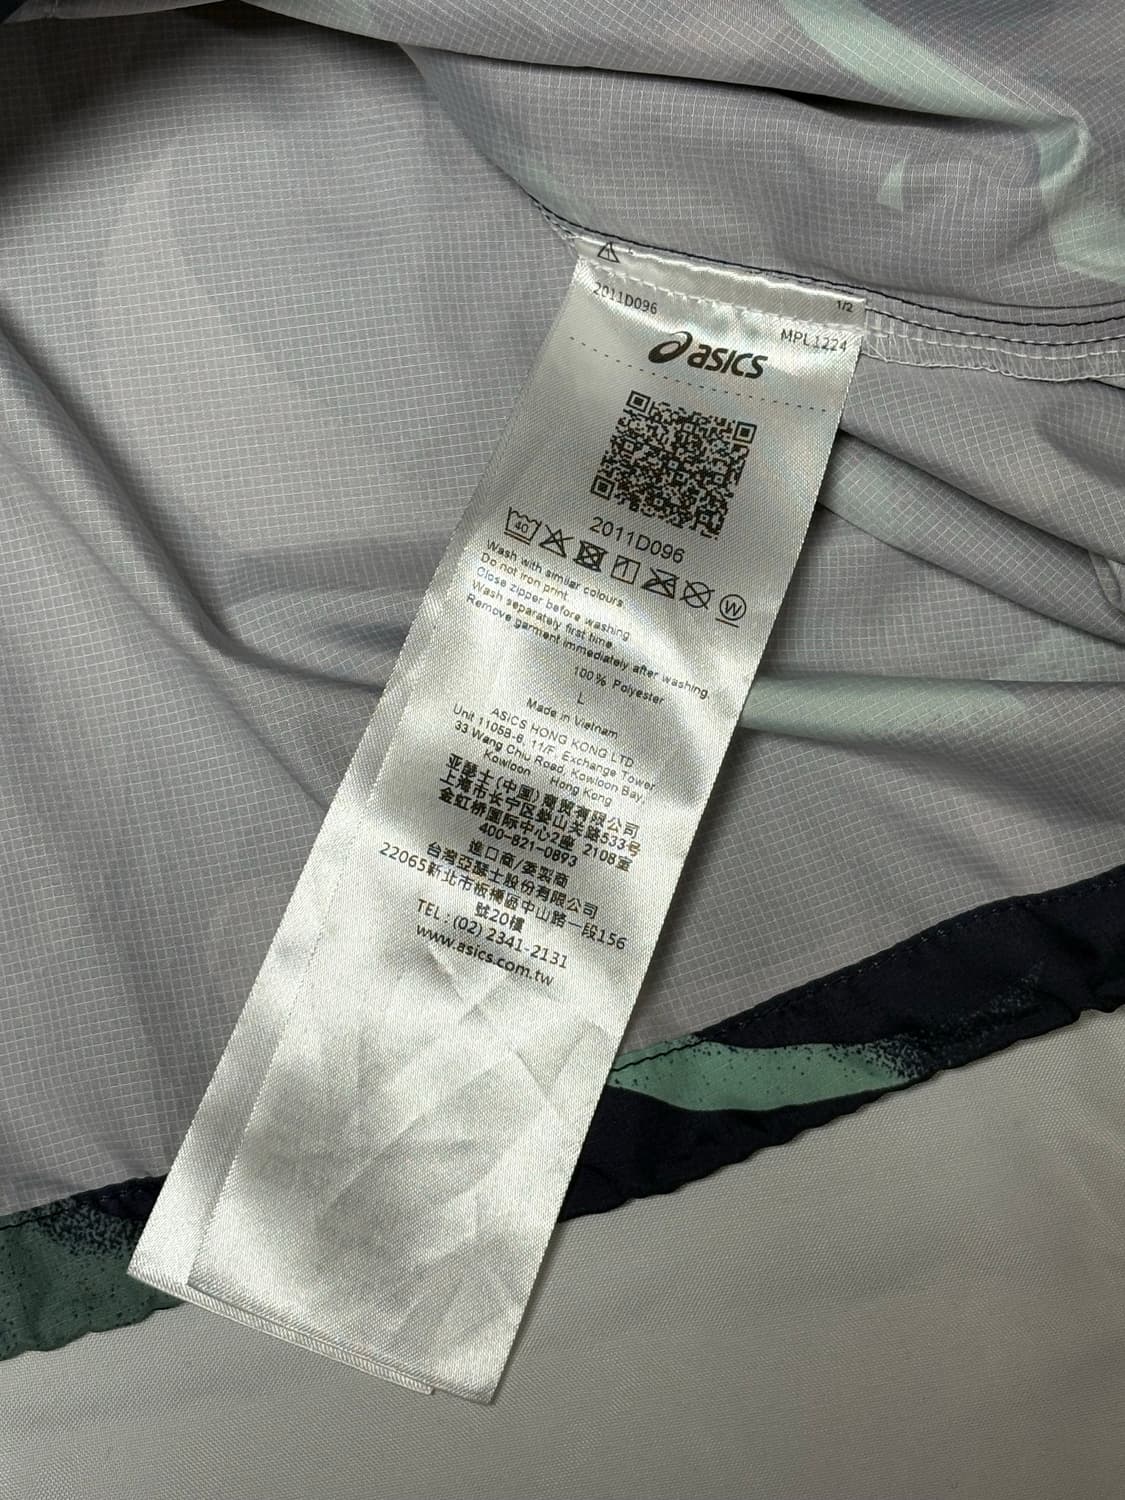 1/2
2011D096
MPL1224
asics
2011D096
40
W
Wash with similar colours.
Do not iron print.
Close zipper before washing
Wash separately first time.
Remove garment immediately after washing.
100% Polyester
L
Made in Vietnam
ASICS HONG KONG LTD
Unit 1105B-6, 11/F, Exchange Tower
33 Wang Chiu Road, Kowloon Bay,
Kowloon Hong Kong
亚瑟士(中国)商贸有限公司
上海市长宁区娄山关路533号
金虹桥国际中心2座 2108室
400-821-0893
進口商/委製商
台灣亞瑟士股份有限公司
22065新北市板橋區中山路一段156
號20樓
TEL : (02) 2341-2131
www.asics.com.tw